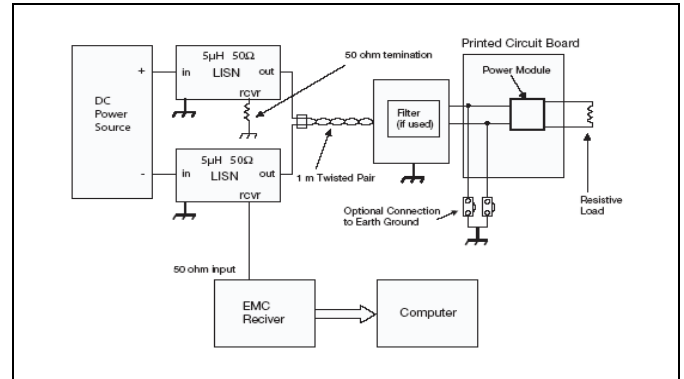 Printed Circuit Board
5µH 50Ω
+ in LISN out
rcvr
50 ohm temination
Power Module
DC
Power
Source
Filter
(if used)
5µH 50Ω
- in LISN out
rcvr
1 m Twisted Pair
Resistive
Load
Optional Connection
to Earth Ground
50 ohm input
EMC
Reciver
Computer